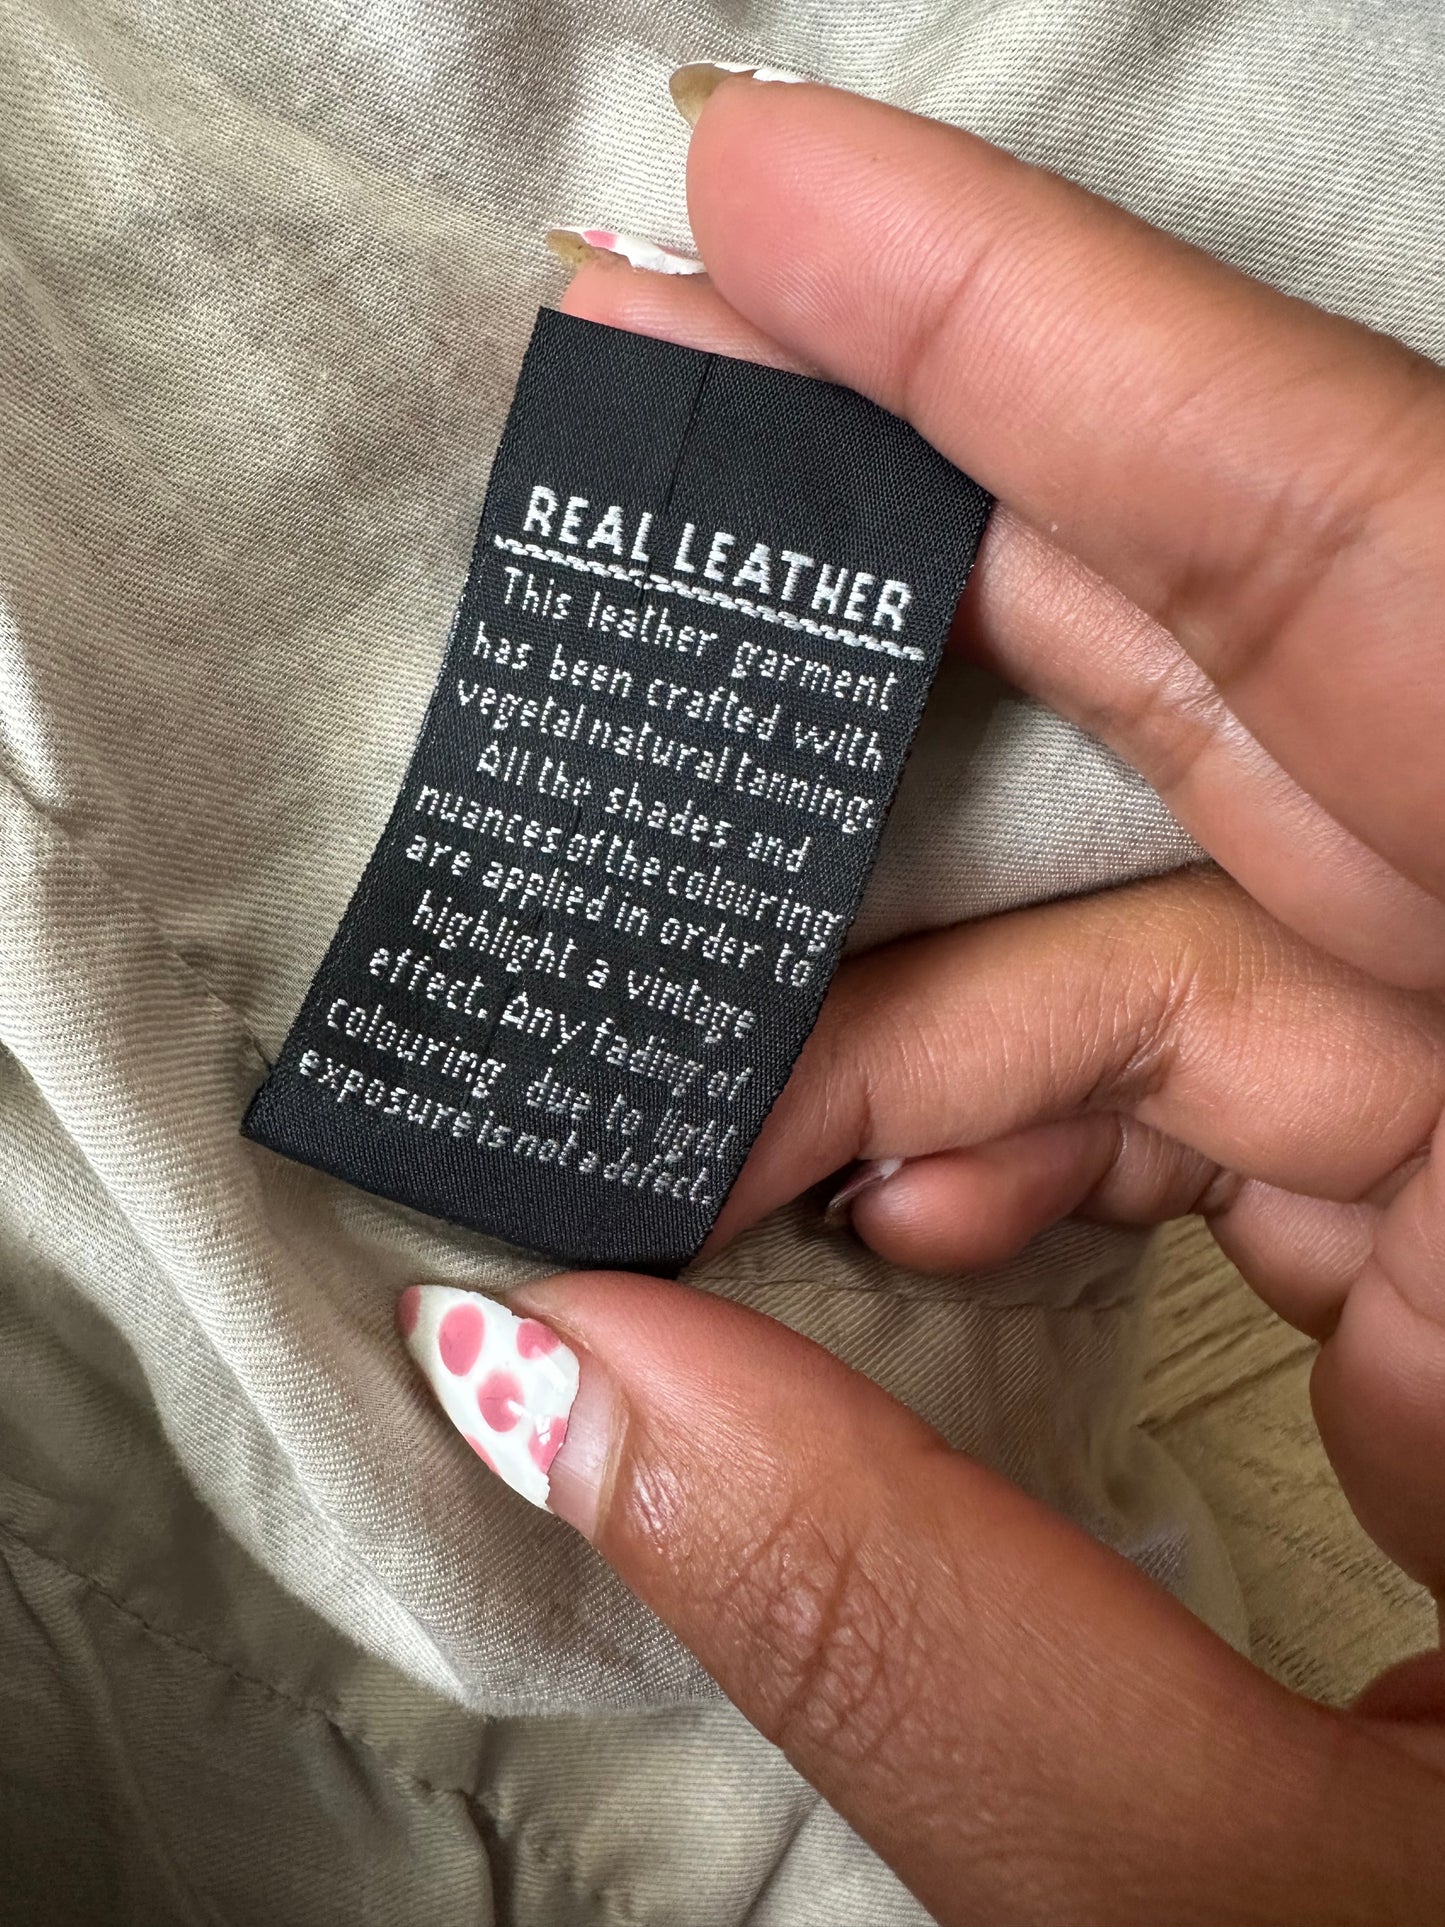 REAL LEATHER
This leather garment
has been crafted with
vegetal natural tanning.
All the shades and
nuances of the colouring
are applied in order to
highlight a vintage
effect. Any fading of
colouring due to light
exposure is not a defect.